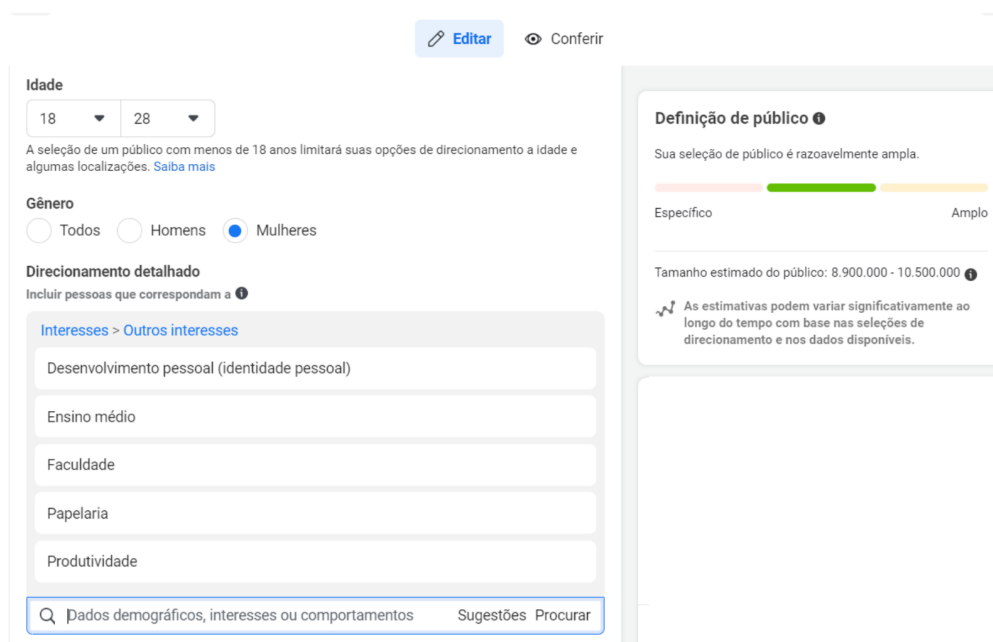 Editar
Conferir
Idade
18
28
A seleção de um público com menos de 18 anos limitará suas opções de direcionamento a idade e
algumas localizações. Saiba mais
Gênero
Todos
Homens
Mulheres
Direcionamento detalhado
Incluir pessoas que correspondam a
Interesses > Outros interesses
Desenvolvimento pessoal (identidade pessoal)
Ensino médio
Faculdade
Papelaria
Produtividade
Dados demográficos, interesses ou comportamentos
Sugestões
Procurar
Definição de público
Sua seleção de público é razoavelmente ampla.
Específico
Amplo
Tamanho estimado do público: 8.900.000 - 10.500.000
As estimativas podem variar significativamente ao
longo do tempo com base nas seleções de
direcionamento e nos dados disponíveis.